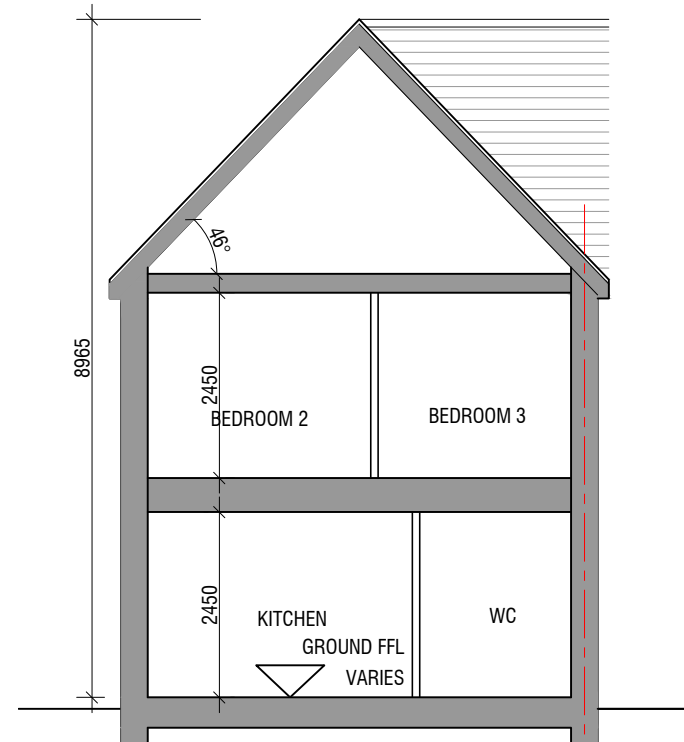 46°
8965
2450
BEDROOM 2
BEDROOM 3
2450
KITCHEN
WC
GROUND FFL
VARIES